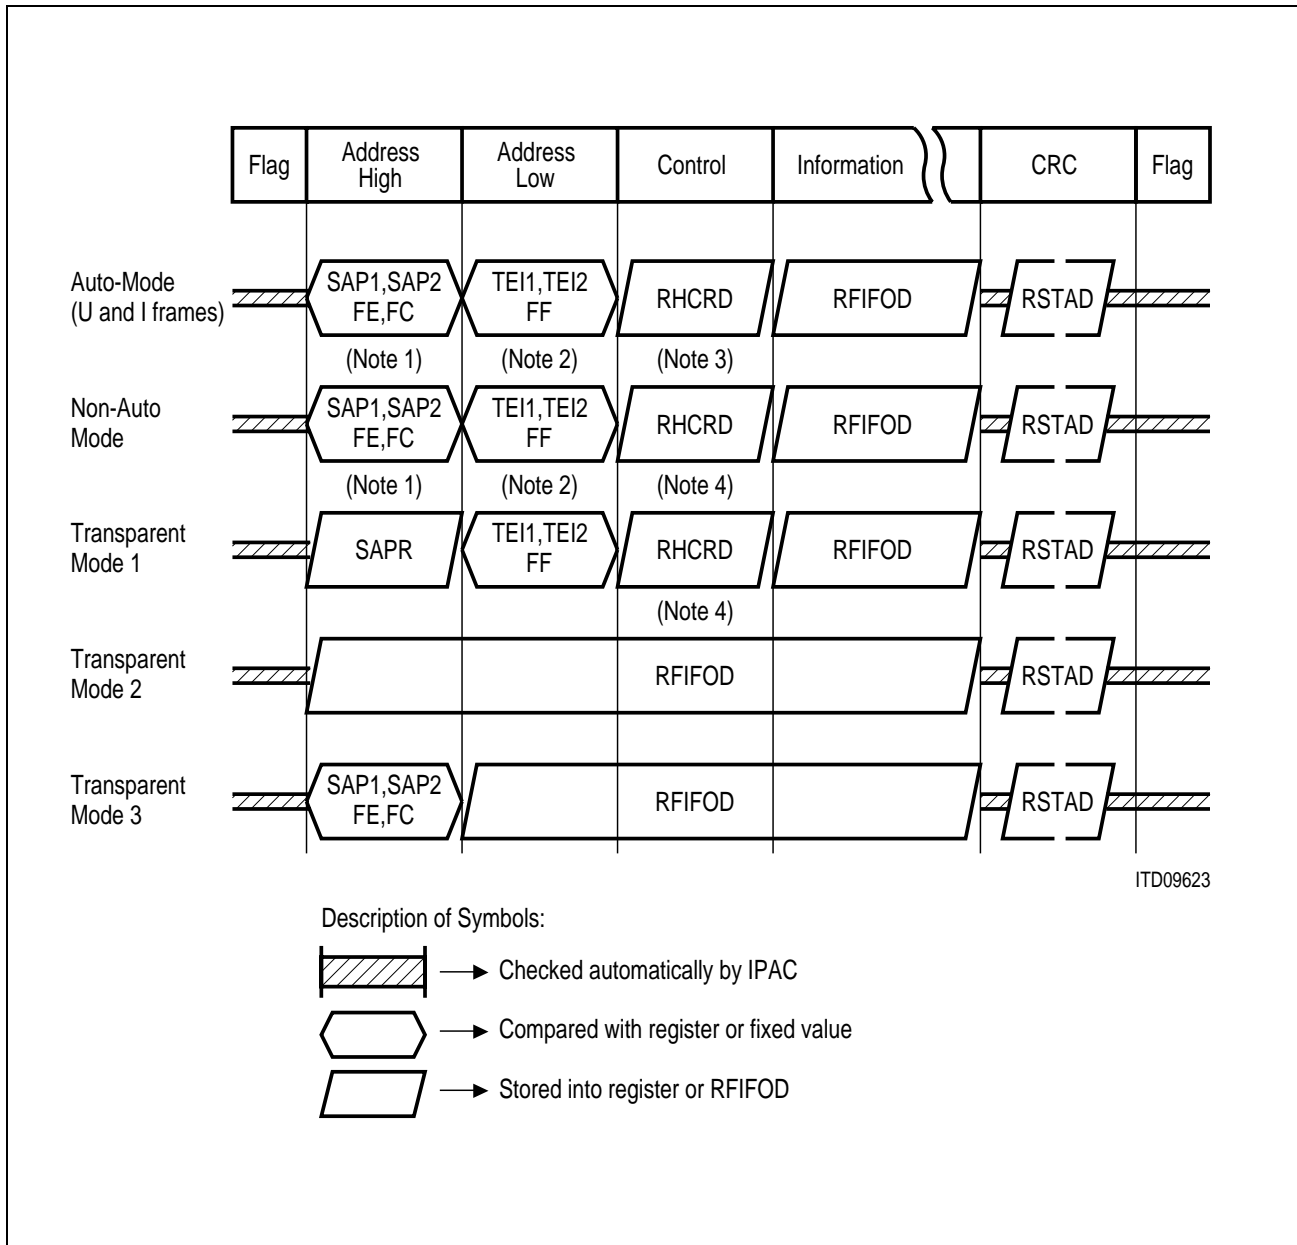 Flag Address High Address Low Control Information CRC Flag
Auto-Mode (U and I frames) SAP1,SAP2 FE,FC TEI1,TEI2 FF RHCRD RFIFOD RSTAD
(Note 1) (Note 2) (Note 3)
Non-Auto Mode SAP1,SAP2 FE,FC TEI1,TEI2 FF RHCRD RFIFOD RSTAD
(Note 1) (Note 2) (Note 4)
Transparent Mode 1 SAPR TEI1,TEI2 FF RHCRD RFIFOD RSTAD
(Note 4)
Transparent Mode 2 RFIFOD RSTAD
Transparent Mode 3 SAP1,SAP2 FE,FC RFIFOD RSTAD
ITD09623
Description of Symbols:
Checked automatically by IPAC
Compared with register or fixed value
Stored into register or RFIFOD